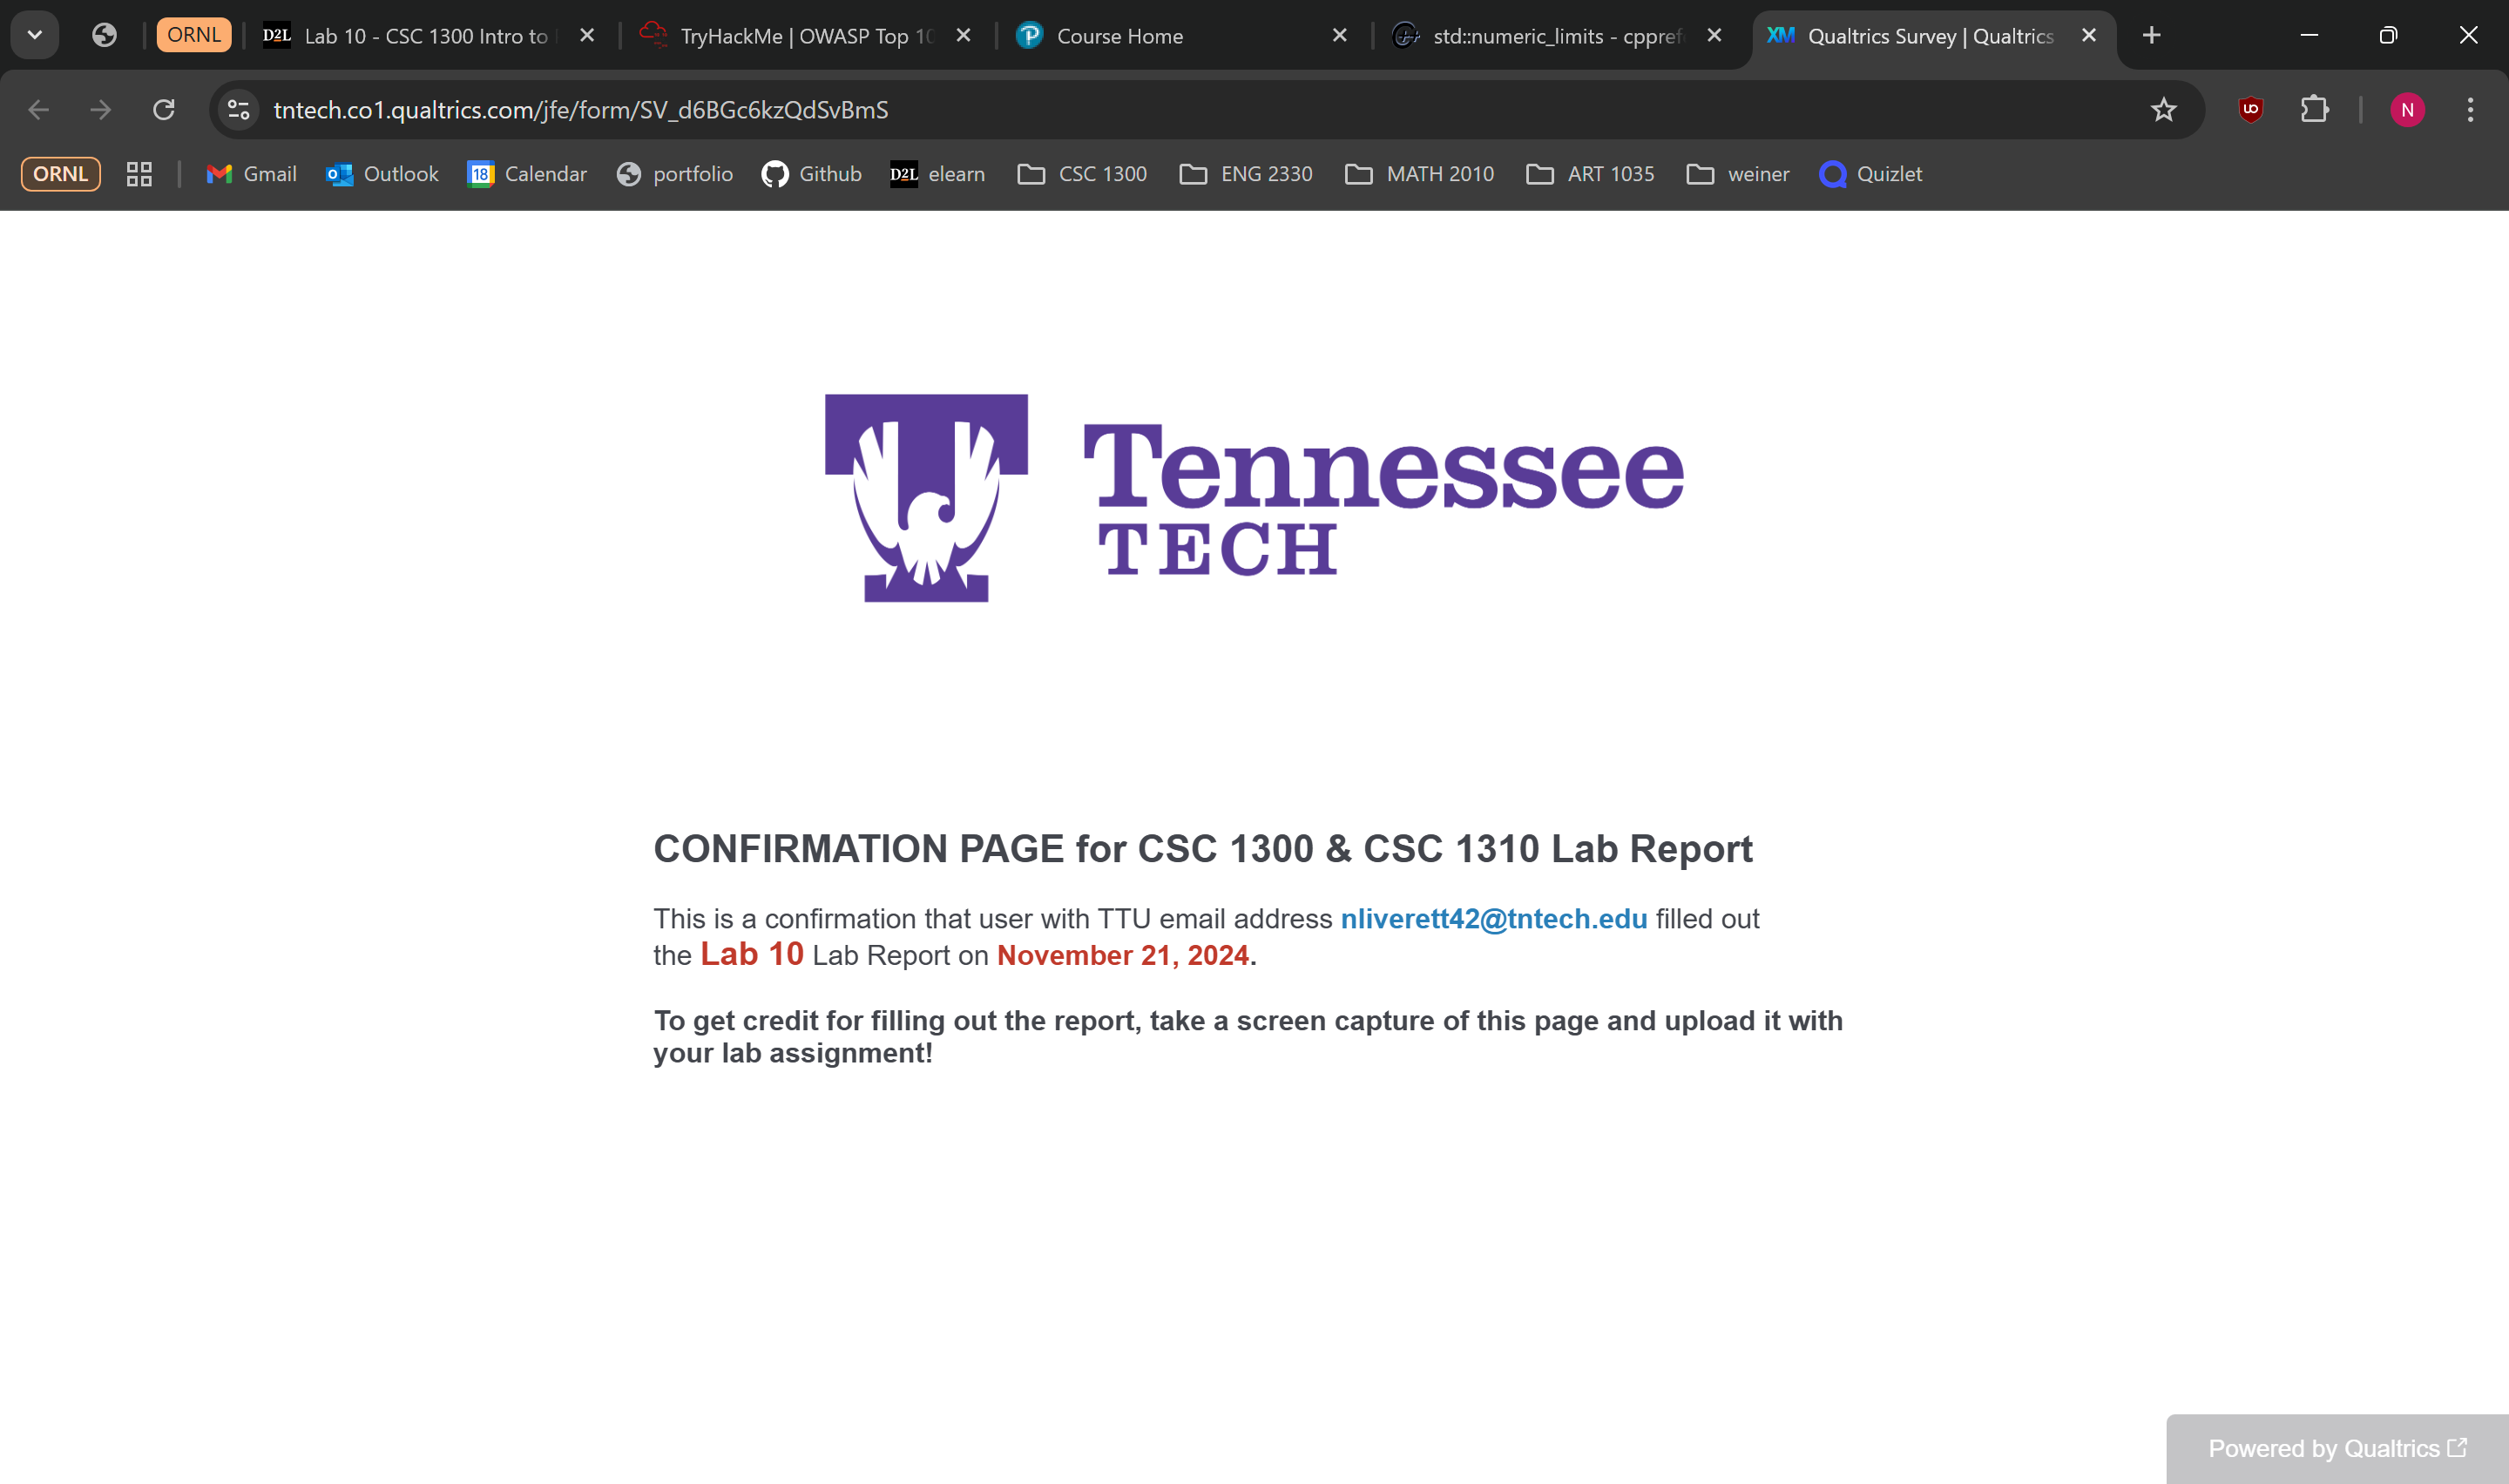 ORNL
D2L Lab 10 - CSC 1300 Intro to
TryHackMe | OWASP Top 10
Course Home
std::numeric_limits - cppref
XM Qualtrics Survey | Qualtrics
tntech.co1.qualtrics.com/jfe/form/SV_d6BGc6kzQdSvBmS
N
ORNL
Gmail
Outlook
18 Calendar
portfolio
Github
D2L elearn
CSC 1300
ENG 2330
MATH 2010
ART 1035
weiner
Quizlet
Tennessee
TECH
CONFIRMATION PAGE for CSC 1300 & CSC 1310 Lab Report
This is a confirmation that user with TTU email address nliverett42@tntech.edu filled out
the Lab 10 Lab Report on November 21, 2024.
To get credit for filling out the report, take a screen capture of this page and upload it with
your lab assignment!
Powered by Qualtrics